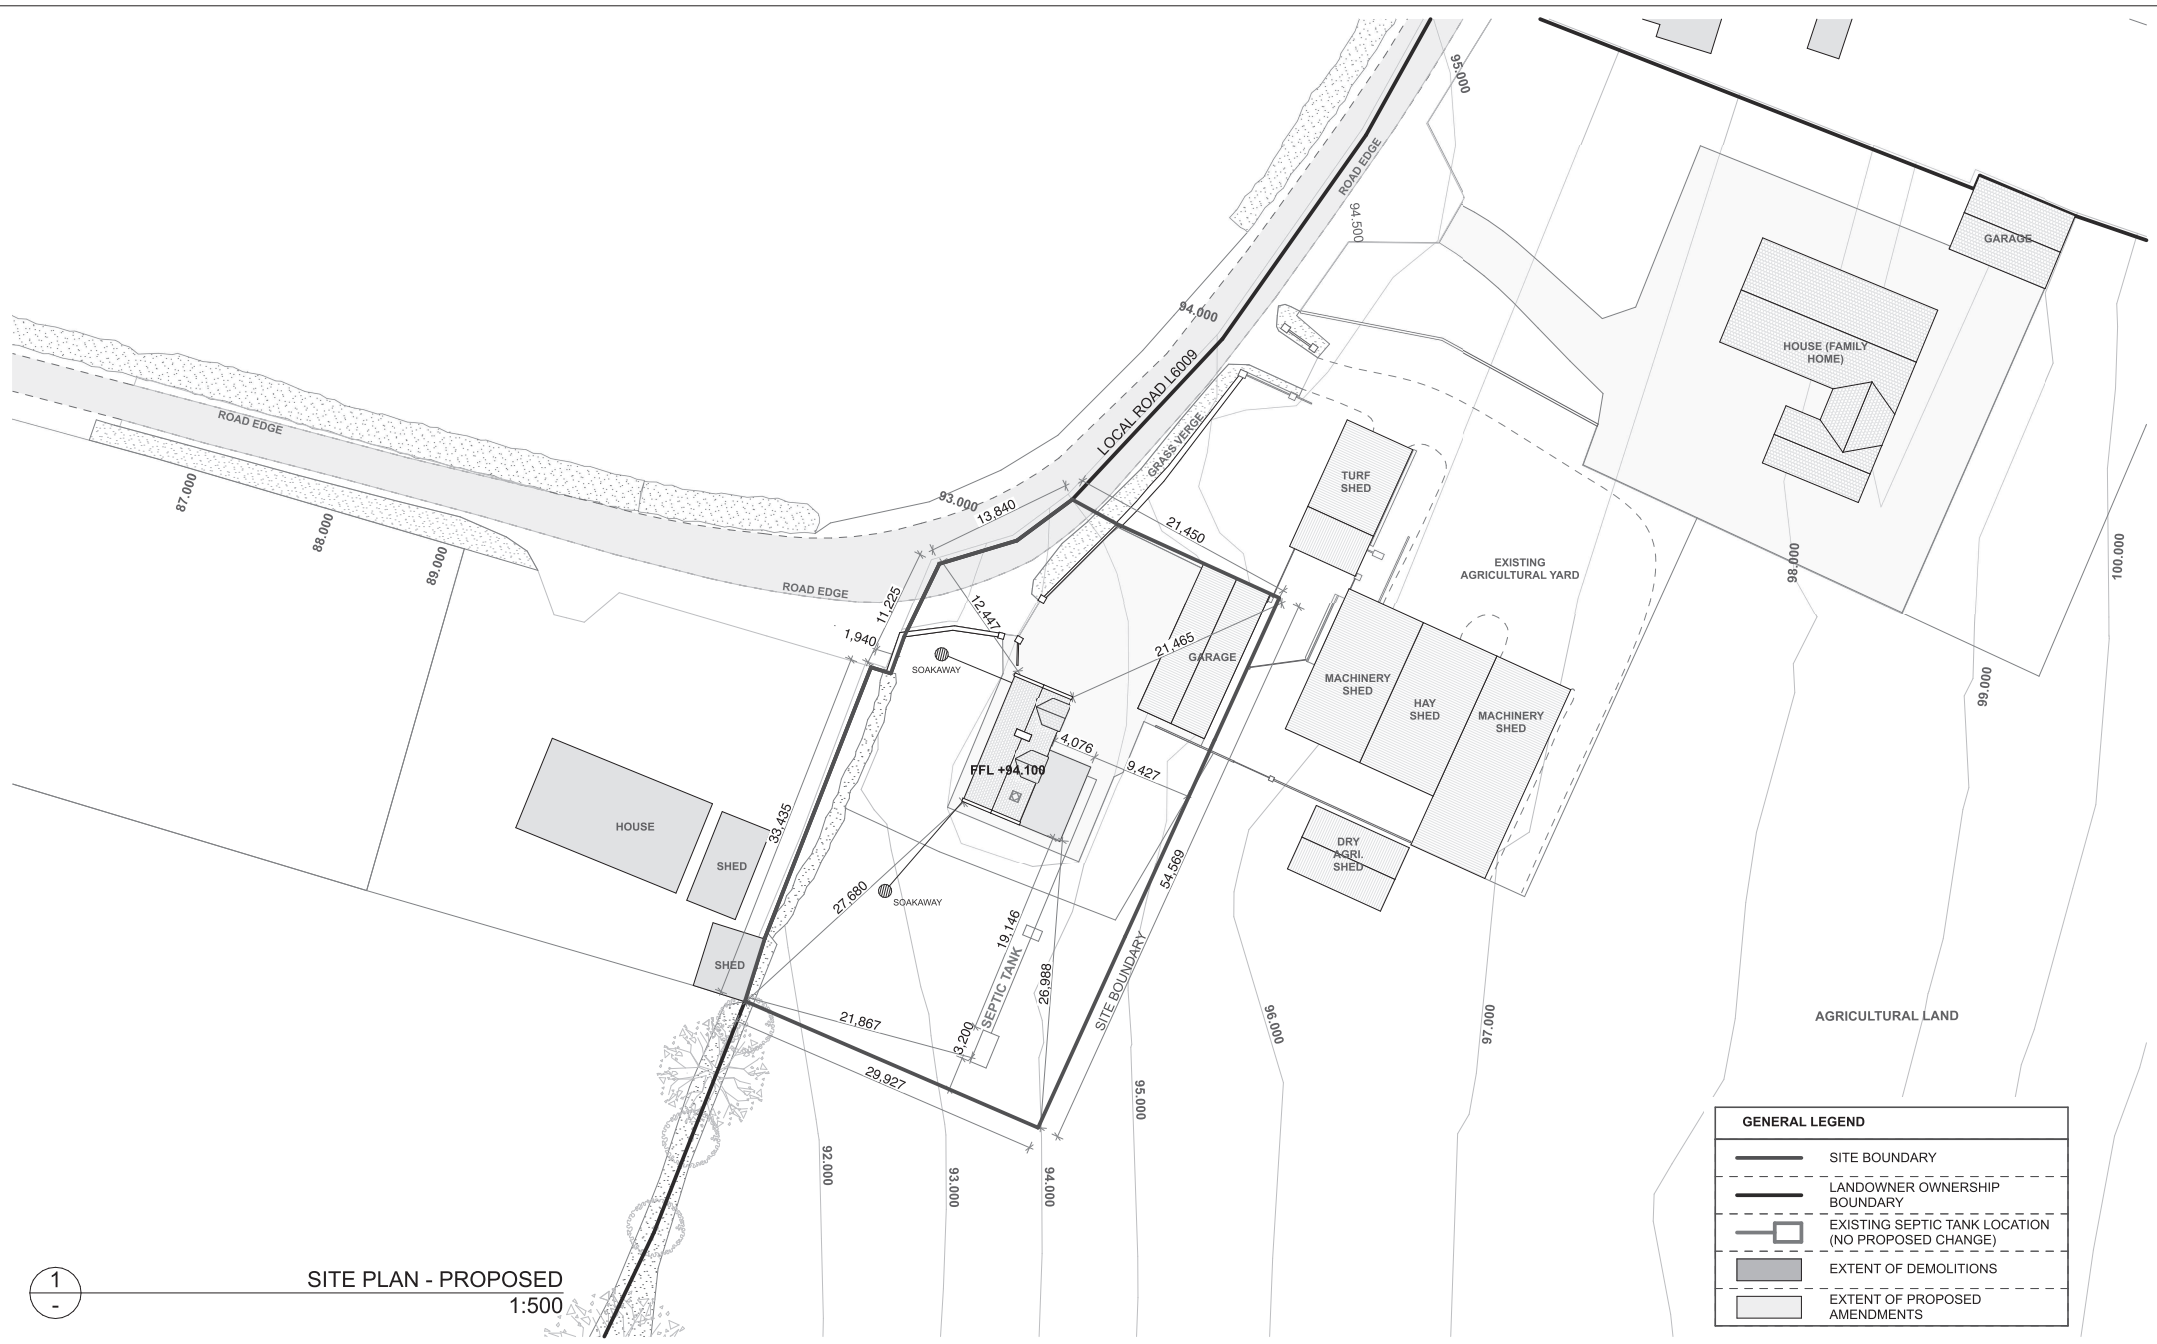 95.000
ROAD EDGE
94.500
GARAGE
94.000
HOUSE (FAMILY
HOME)
LOCAL ROAD L6009
ROAD EDGE
GRASS VERGE
TURF
SHED
87.000
88.000
89.000
93.000
13,840
21,450
EXISTING
AGRICULTURAL YARD
98.000
100.000
ROAD EDGE
11,225
12,447
1,940
SOAKAWAY
21,465
GARAGE
MACHINERY
SHED
HAY
SHED
MACHINERY
SHED
99.000
4,076
9,427
FFL +94.100
HOUSE
SHED
33,435
DRY
AGRI.
SHED
54,569
27,680
SOAKAWAY
19,146
SHED
SEPTIC TANK
26,988
SITE BOUNDARY
21,867
3,200
29,927
96.000
97.000
AGRICULTURAL LAND
95.000
92.000
93.000
94.000
GENERAL LEGEND
SITE BOUNDARY
LANDOWNER OWNERSHIP
BOUNDARY
EXISTING SEPTIC TANK LOCATION
(NO PROPOSED CHANGE)
EXTENT OF DEMOLITIONS
EXTENT OF PROPOSED
AMENDMENTS
1
-
SITE PLAN - PROPOSED
1:500